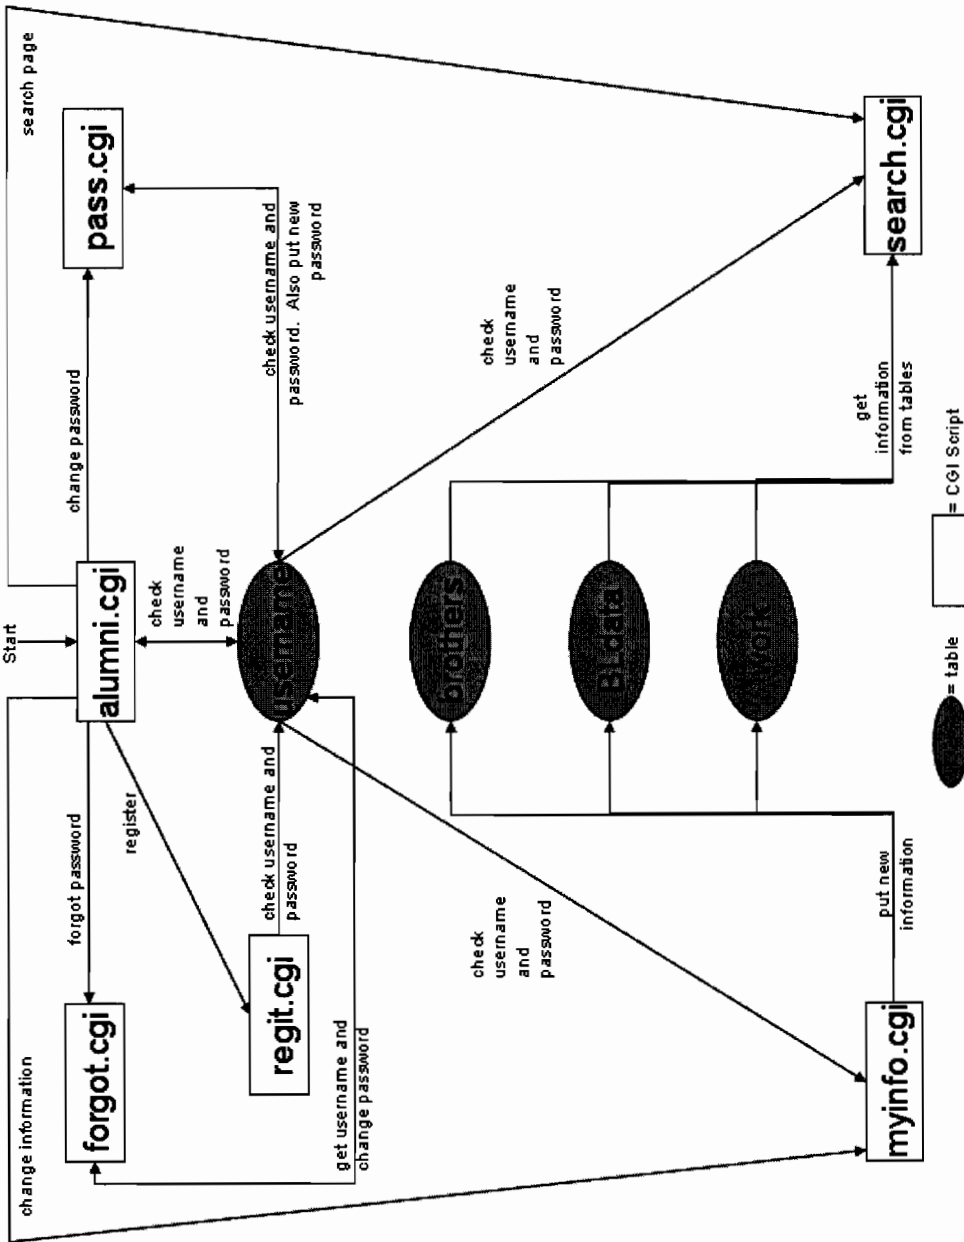 Start
change information
search page
forgot.cgi
forgot password
alumni.cgi
change password
pass.cgi
register
regit.cgi
check username and
password
check
username
and
password
username
check username and
password. Also put new
password
get username and
change password
check
username
and
password
brothers
check
username
and
password
BLdata
work
myinfo.cgi
put new
information
get
information
from tables
search.cgi
= table
= CGI Script